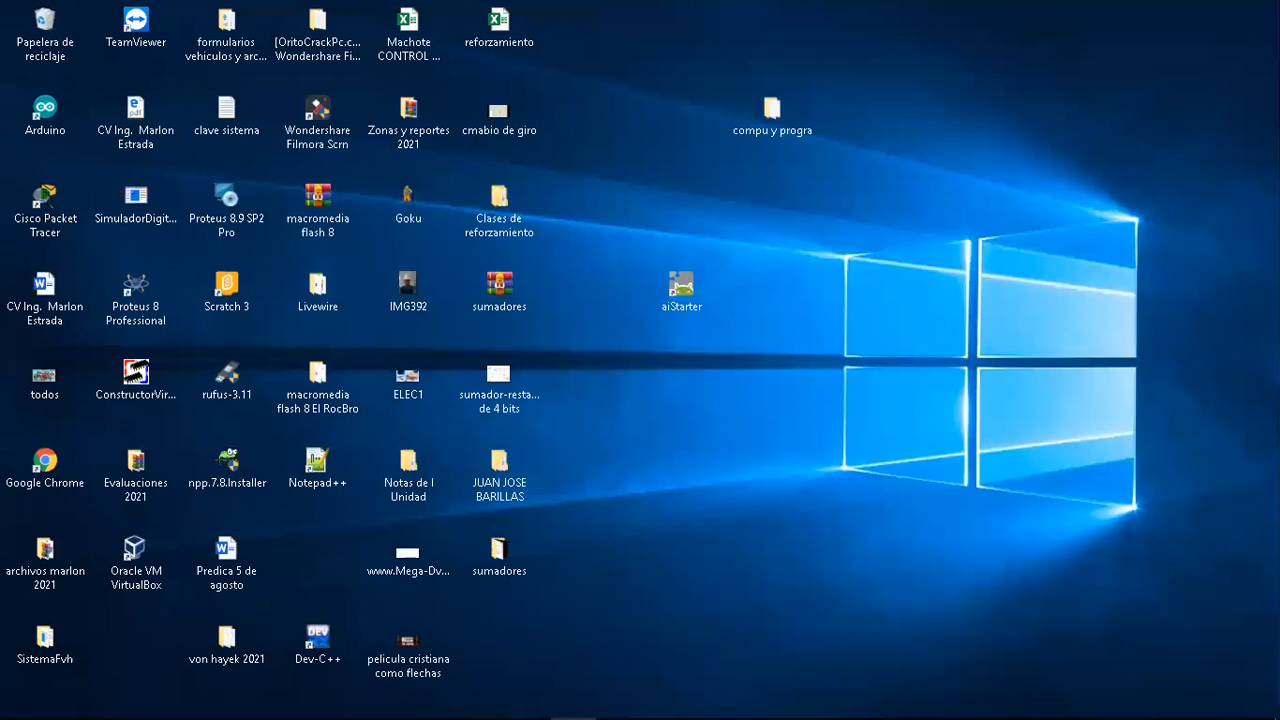 Papelera de
reciclaje
TeamViewer
formularios
vehiculos y arc...
[OritoCrackPc.c...
Wondershare Fi...
Machote
CONTROL ...
reforzamiento
Arduino
CV Ing. Marlon
Estrada
clave sistema
Wondershare
Filmora Scrn
Zonas y reportes
2021
cmabio de giro
compu y progra
Cisco Packet
Tracer
SimuladorDigit...
Proteus 8.9 SP2
Pro
macromedia
flash 8
Goku
Clases de
reforzamiento
CV Ing. Marlon
Estrada
Proteus 8
Professional
Scratch 3
Livewire
IMG392
sumadores
aiStarter
todos
ConstructorVir...
rufus-3.11
macromedia
flash 8 El RocBro
ELEC1
sumador-resta...
de 4 bits
Google Chrome
Evaluaciones
2021
npp.7.8.Installer
Notepad++
Notas de I
Unidad
JUAN JOSE
BARILLAS
archivos marlon
2021
Oracle VM
VirtualBox
Predica 5 de
agosto
www.Mega-Dv...
sumadores
SistemaFvh
von hayek 2021
DEV
Dev-C++
pelicula cristiana
como flechas